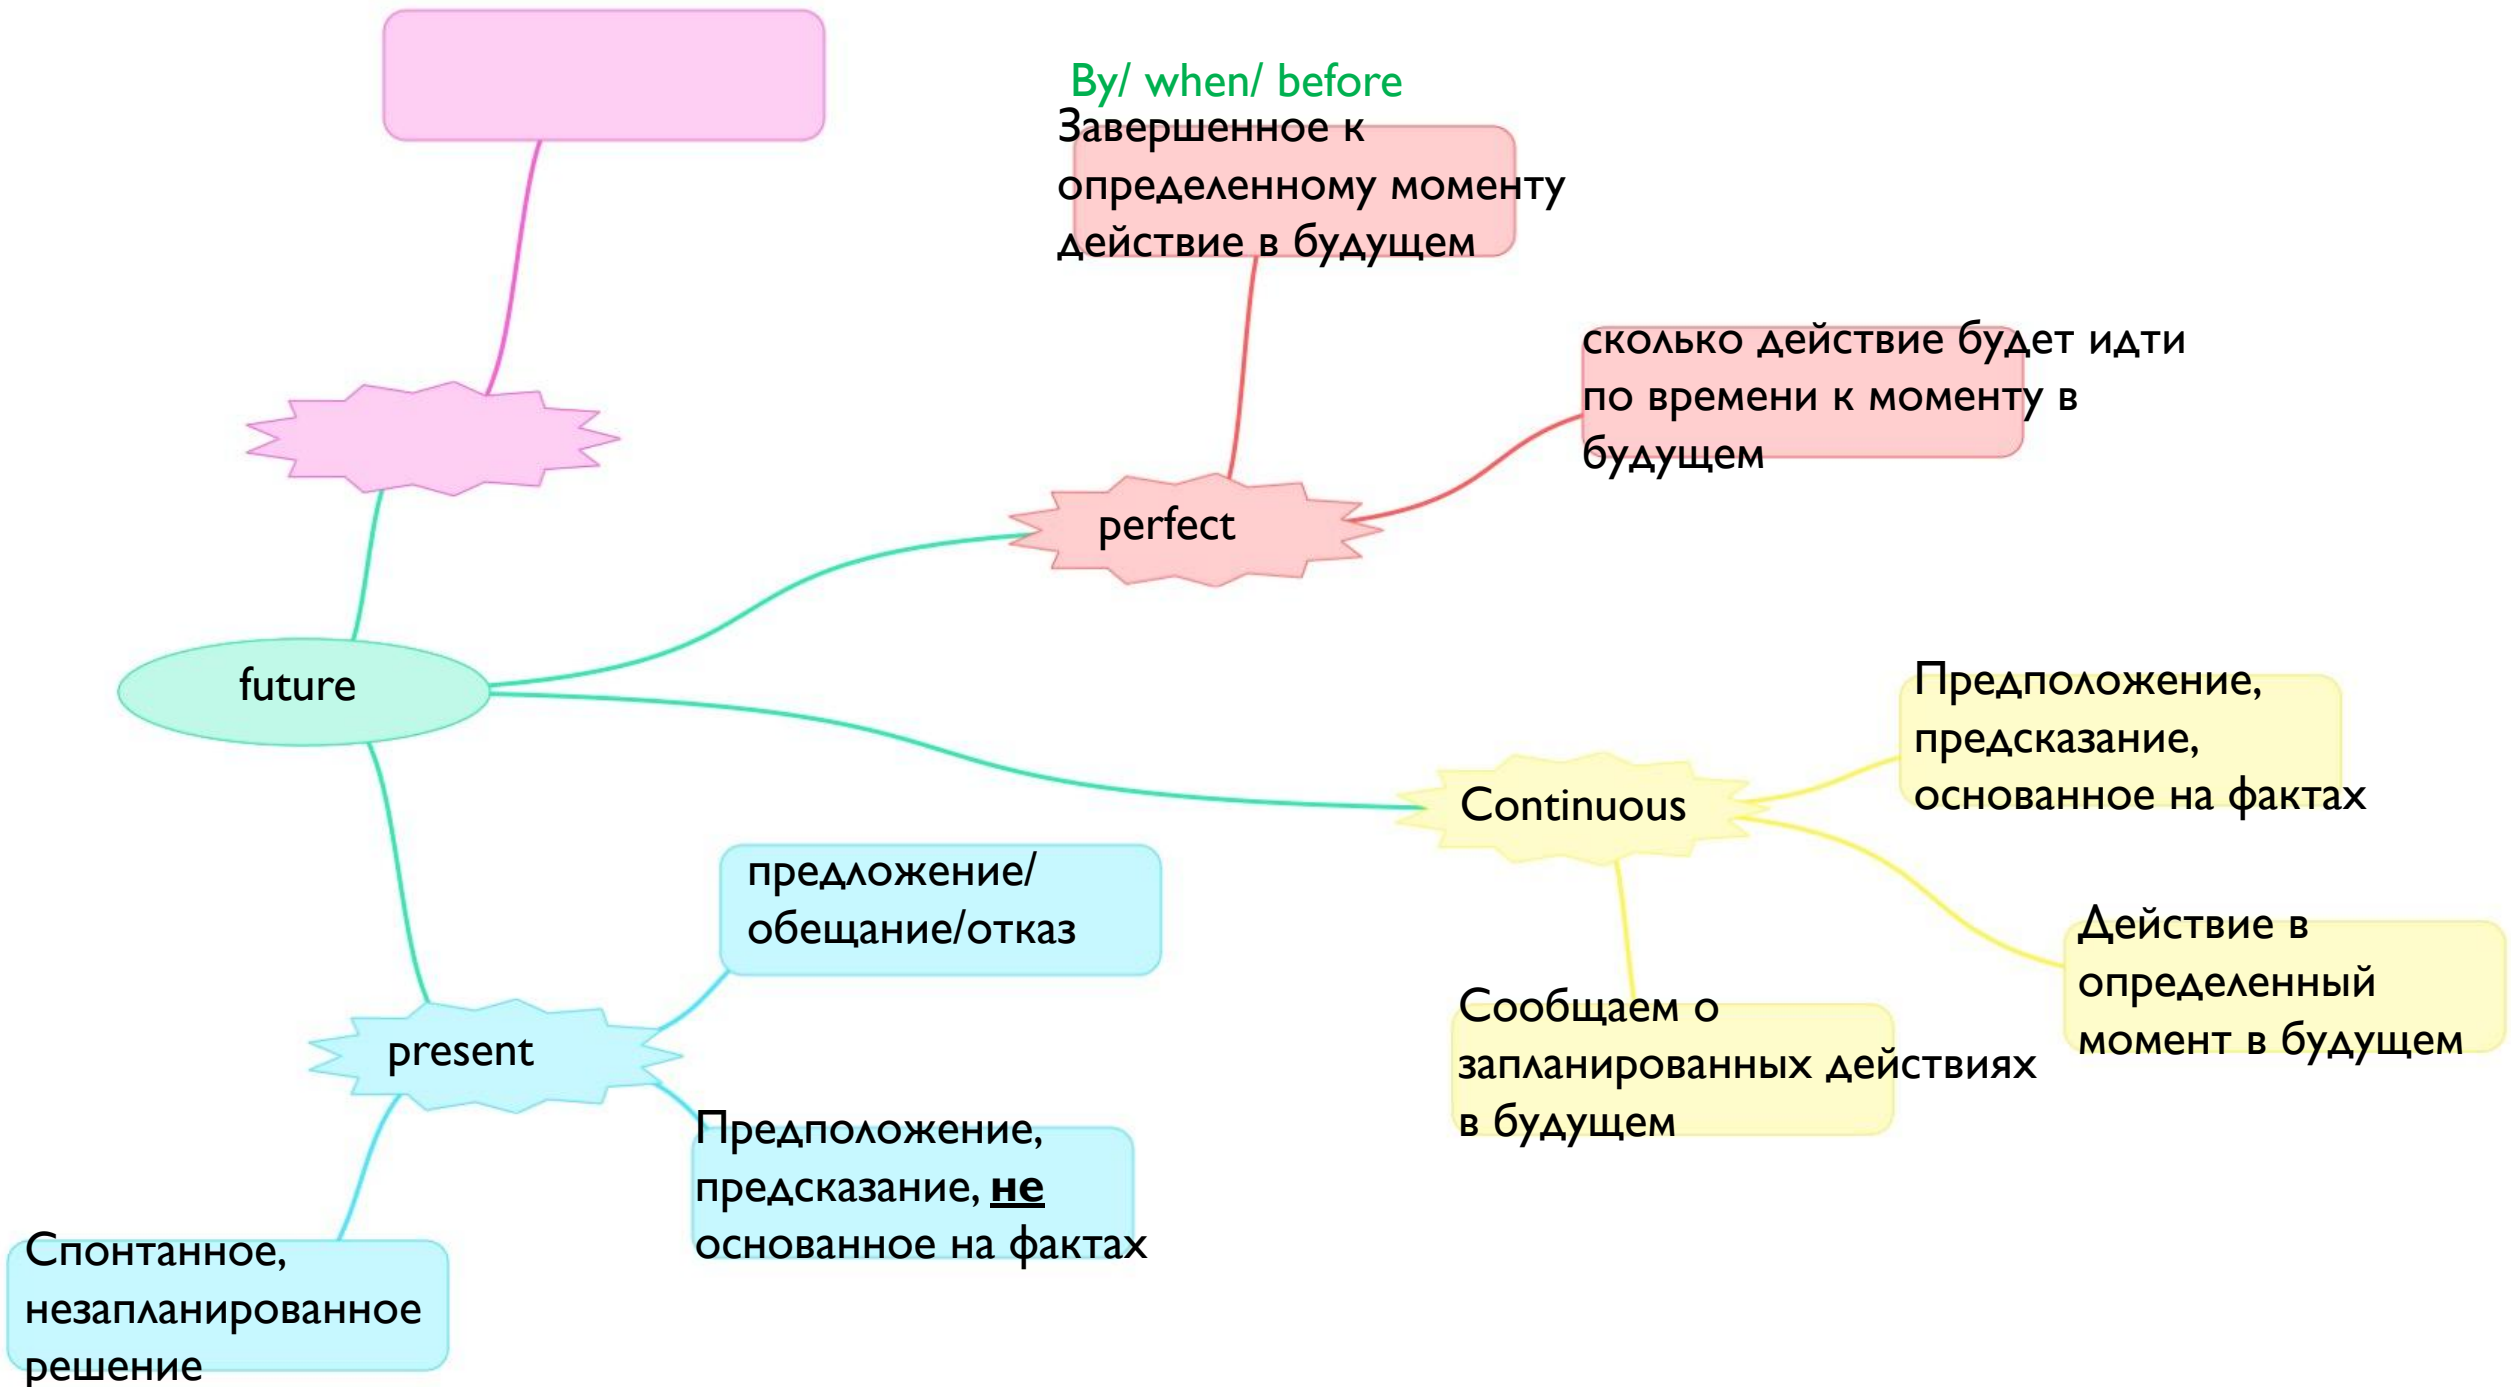 By/ when/ before
Завершенное к
определенному моменту
действие в будущем
сколько действие будет идти
по времени к моменту в
будущем
perfect
future
Предположение,
предсказание,
основанное на фактах
Continuous
Действие в
определенный
момент в будущем
Сообщаем о
запланированных действиях
в будущем
предложение/
обещание/отказ
present
Предположение,
предсказание, не
основанное на фактах
Спонтанное,
незапланированное
решение